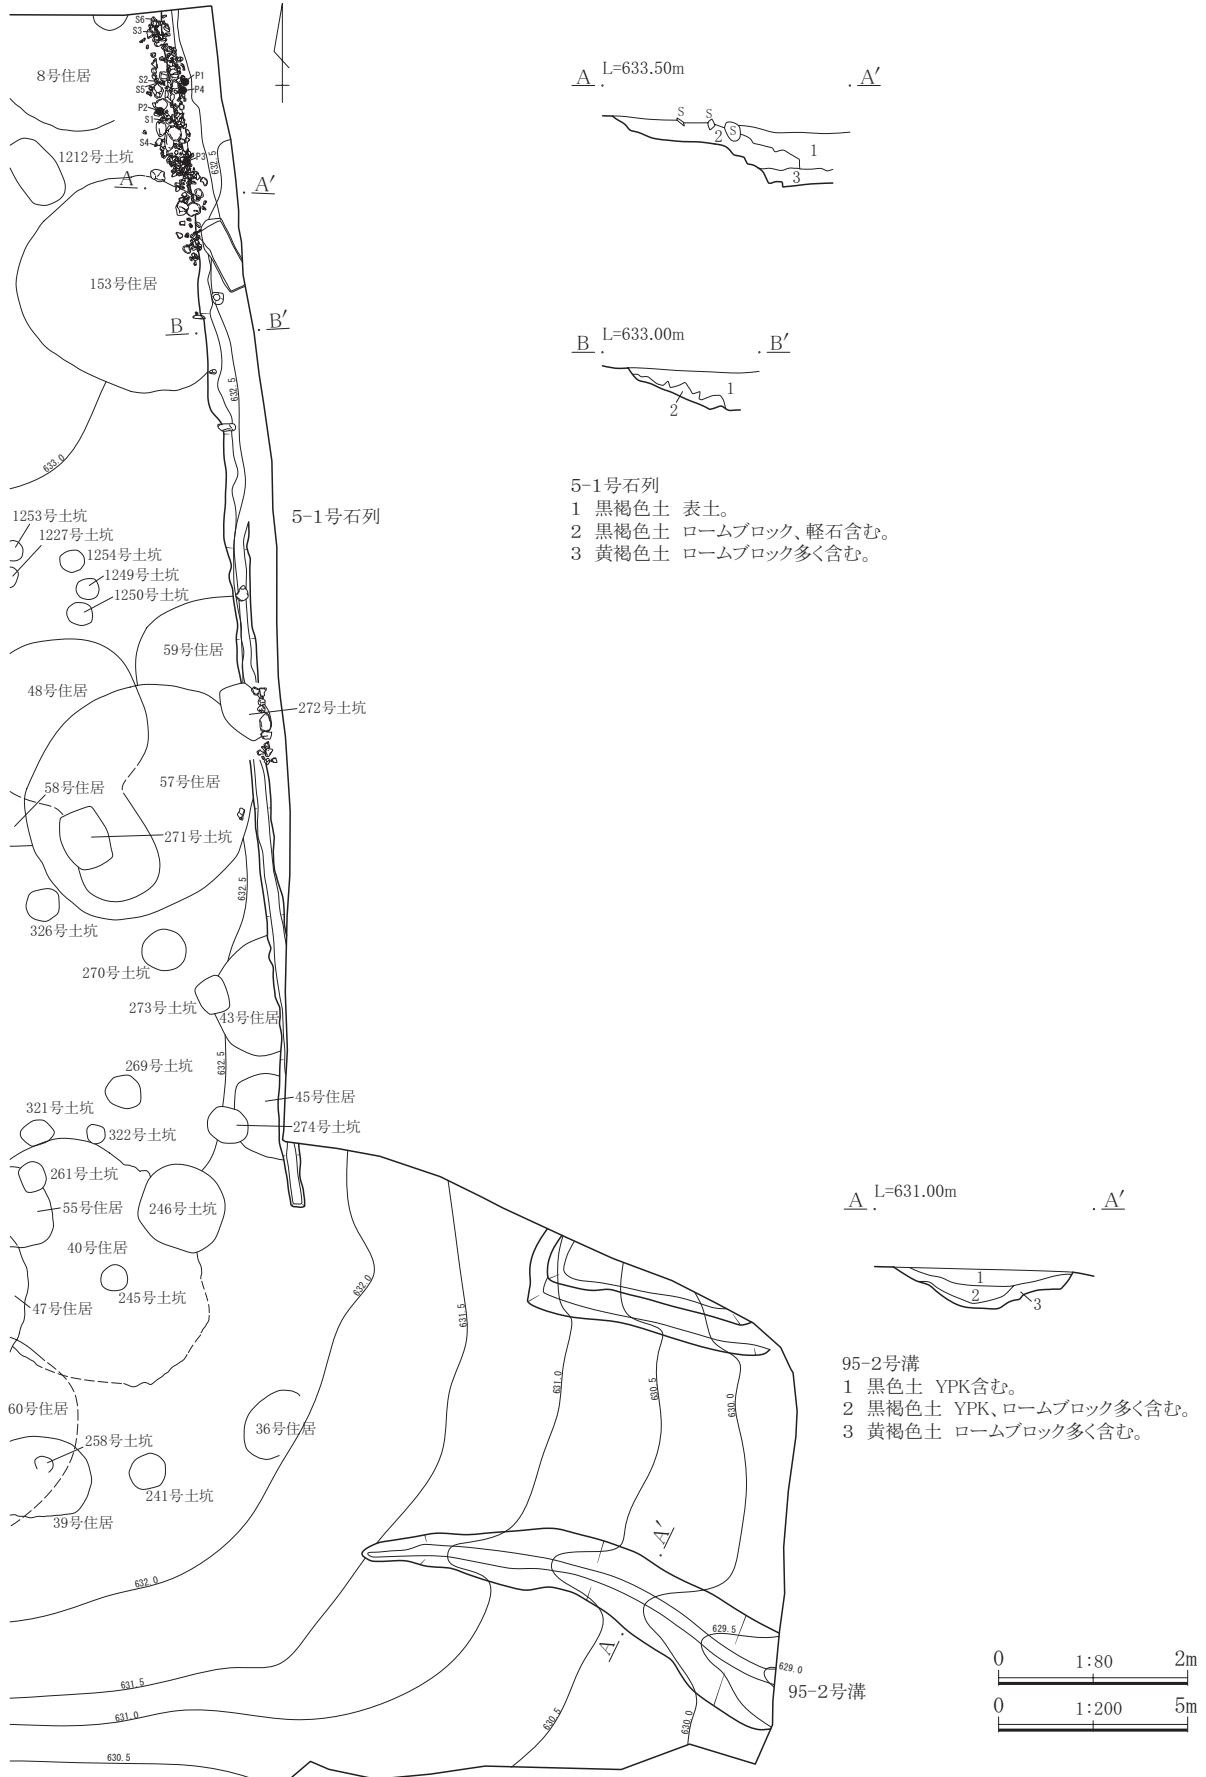 S6
S3
8号住居
S2
P1
S5
P4
P2
S1
S4
P3
1212号土坑
632.5
A
A′
153号住居
B
B′
632.5
633.0
5-1号石列
1253号土坑
1227号土坑
1254号土坑
1249号土坑
1250号土坑
59号住居
48号住居
272号土坑
57号住居
58号住居
271号土坑
632.5
326号土坑
270号土坑
273号土坑
43号住居
632.5
269号土坑
45号住居
321号土坑
322号土坑
274号土坑
261号土坑
55号住居
246号土坑
40号住居
47号住居
245号土坑
632.0
631.5
631.0
630.5
630.0
60号住居
36号住居
258号土坑
241号土坑
39号住居
A′
632.0
A
629.5
629.0
95-2号溝
631.5
631.0
630.5
630.0
630.5
A L=633.50m A′
S
S
S
2
1
3
B L=633.00m B′
1
2
5-1号石列
1 黒褐色土 表土。
2 黒褐色土 ロームブロック、軽石含む。
3 黄褐色土 ロームブロック多く含む。
A L=631.00m A′
1
2
3
95-2号溝
1 黒色土 YPK含む。
2 黒褐色土 YPK、ロームブロック多く含む。
3 黄褐色土 ロームブロック多く含む。
0 1:80 2m
0 1:200 5m